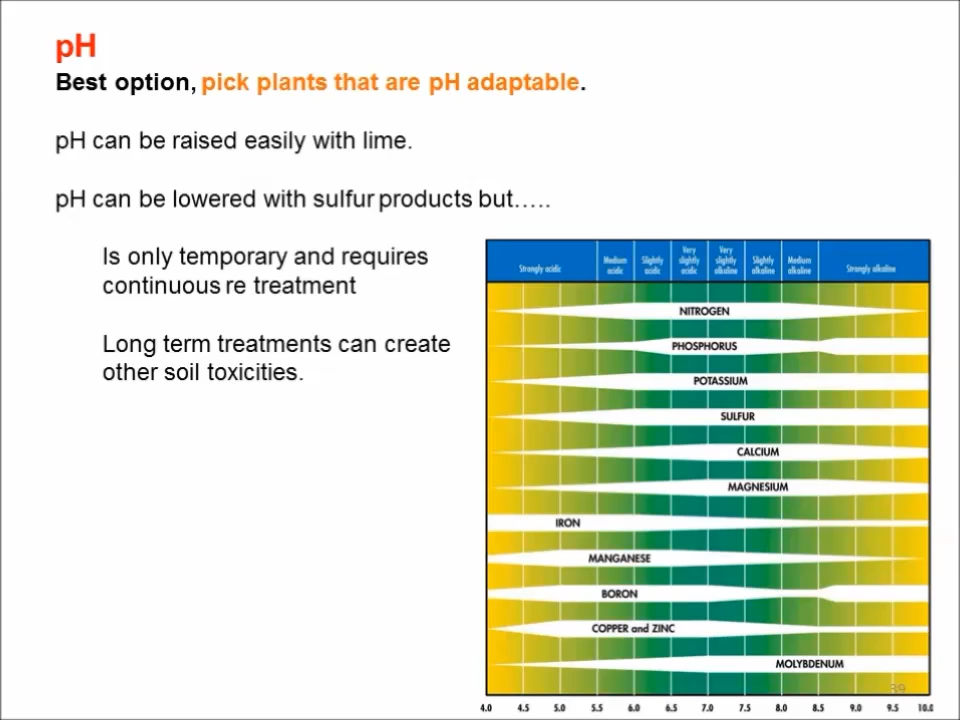 pH
Best option, pick plants that are pH adaptable.
pH can be raised easily with lime.
pH can be lowered with sulfur products but…..
Is only temporary and requires
continuous re treatment
Long term treatments can create
other soil toxicities.
Strongly acidic
Medium acidic
Slightly acidic
Very slightly acidic
Very slightly alkaline
Slightly alkaline
Medium alkaline
Strongly alkaline
NITROGEN
PHOSPHORUS
POTASSIUM
SULFUR
CALCIUM
MAGNESIUM
IRON
MANGANESE
BORON
COPPER and ZINC
MOLYBDENUM
39
4.0 4.5 5.0 5.5 6.0 6.5 7.0 7.5 8.0 8.5 9.0 9.5 10.0